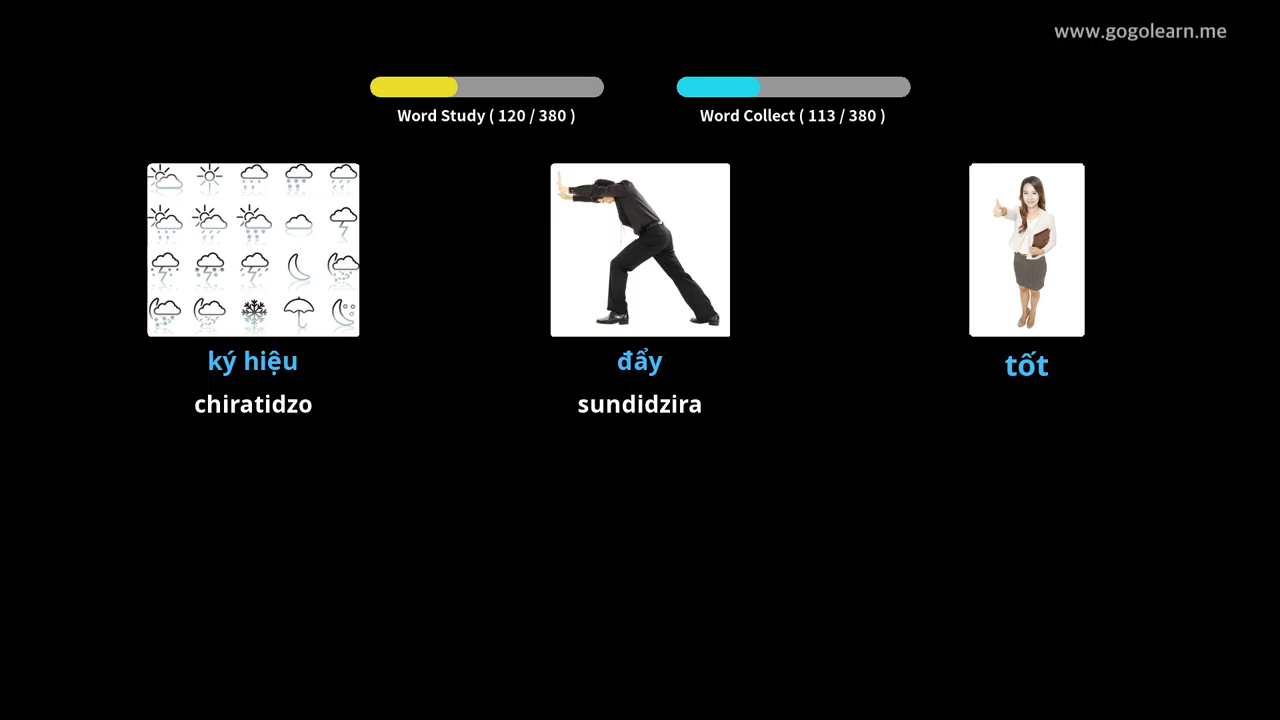 www.gogolearn.me
Word Study ( 120 / 380 )
Word Collect ( 113 / 380 )
ký hiệu
đẩy
tốt
chiratidzo
sundidzira